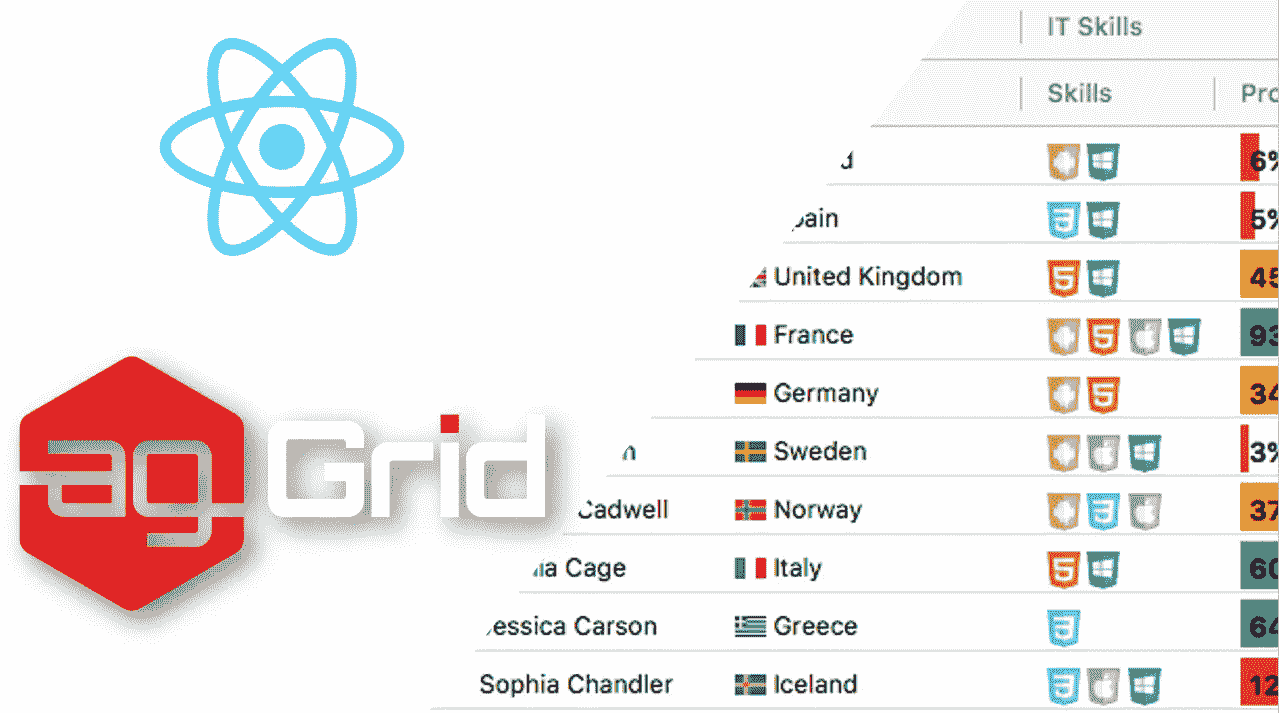 IT Skills
Skills Pro
d 6%
pain 5%
United Kingdom 45
France 93
Germany 34
n Sweden 3%
ag Grid
Cadwell Norway 37
ia Cage Italy 60
essica Carson Greece 64
Sophia Chandler Iceland 12